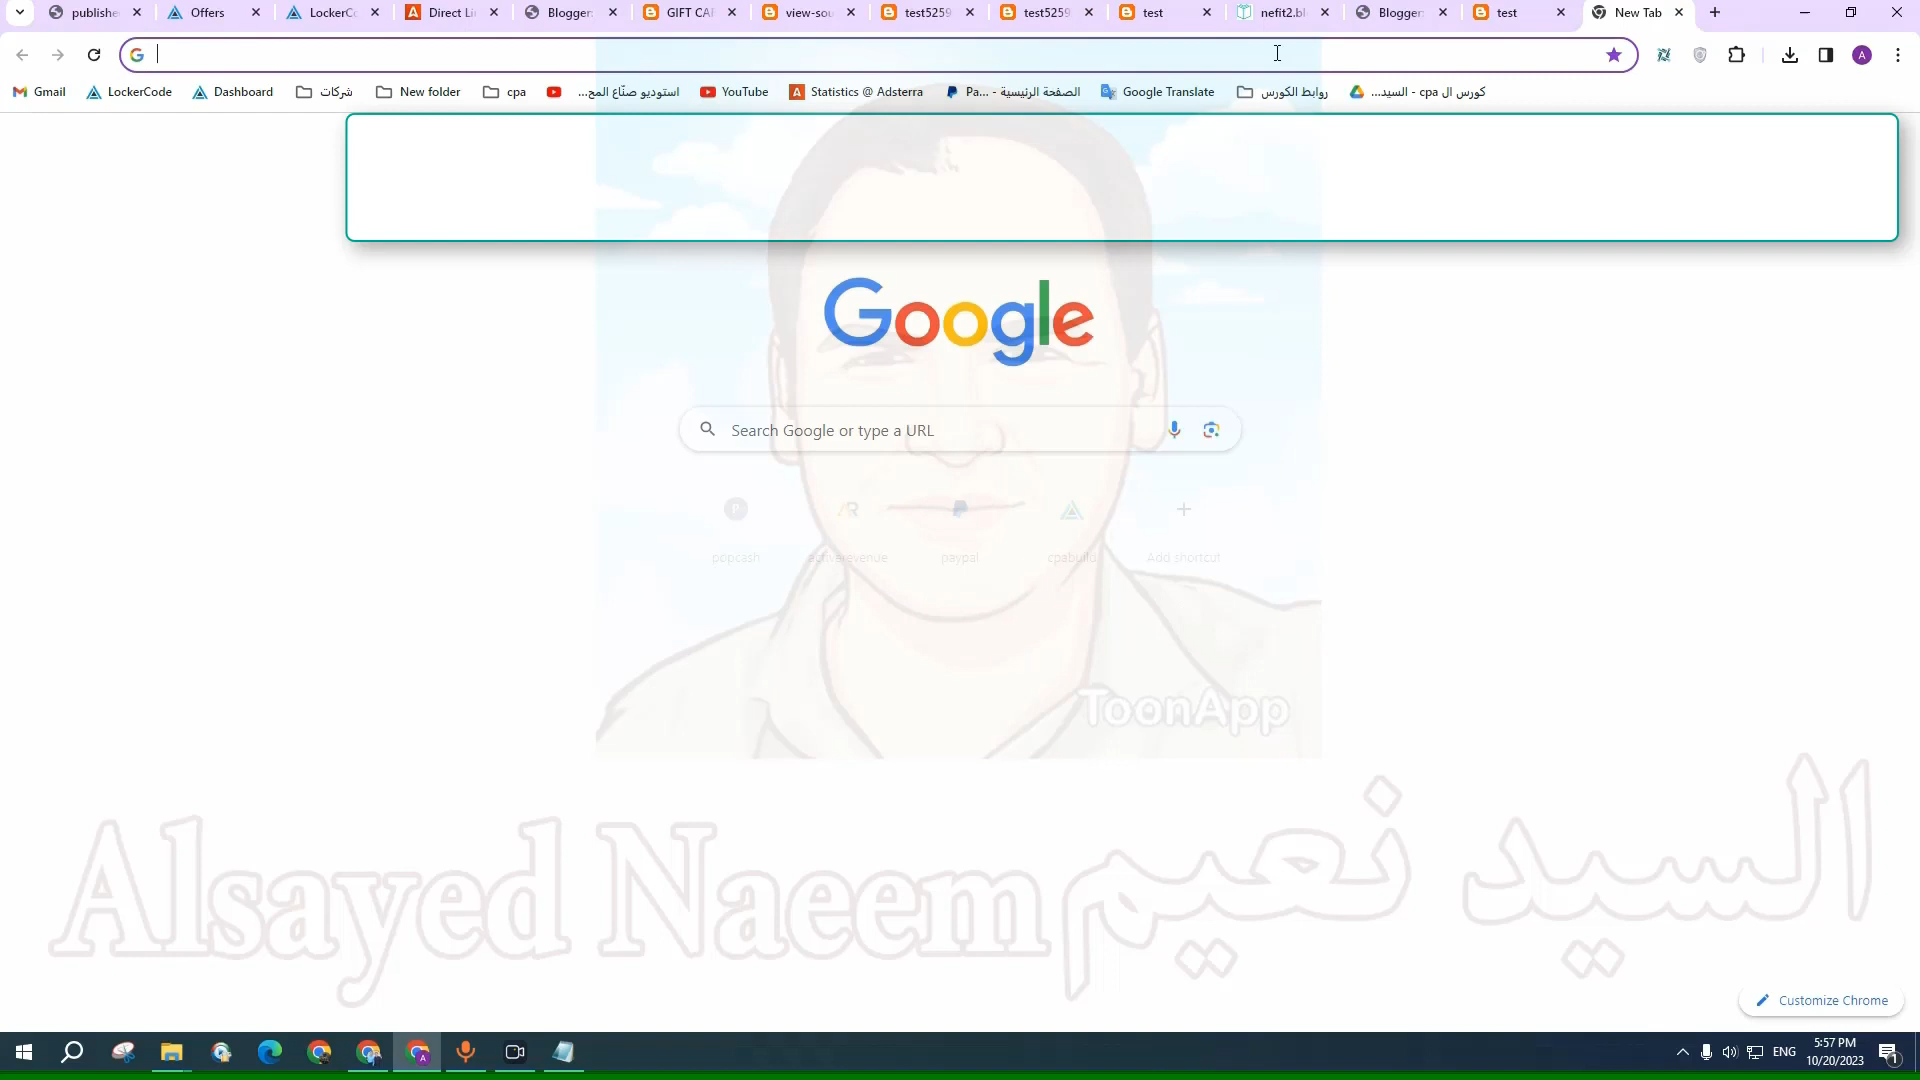 publishe
Offers
LockerCo
Direct Li
Blogger:
GIFT CA
view-sou
test5259
test5259
test
nefit2.bl
Blogger:
test
New Tab
Gmail
LockerCode
Dashboard
شركات
New folder
cpa
استوديو صنّاع المح...
YouTube
Statistics @ Adsterra
الصفحة الرئيسية - Pa...
Google Translate
روابط الكورس
كورس ال cpa - السيد...
Google
Search Google or type a URL
P
popcash
activerevenue
paypal
cpabuild
Add shortcut
ToonApp
Alsayed Naeem السيد نعيم
Customize Chrome
ENG
5:57 PM
10/20/2023
1